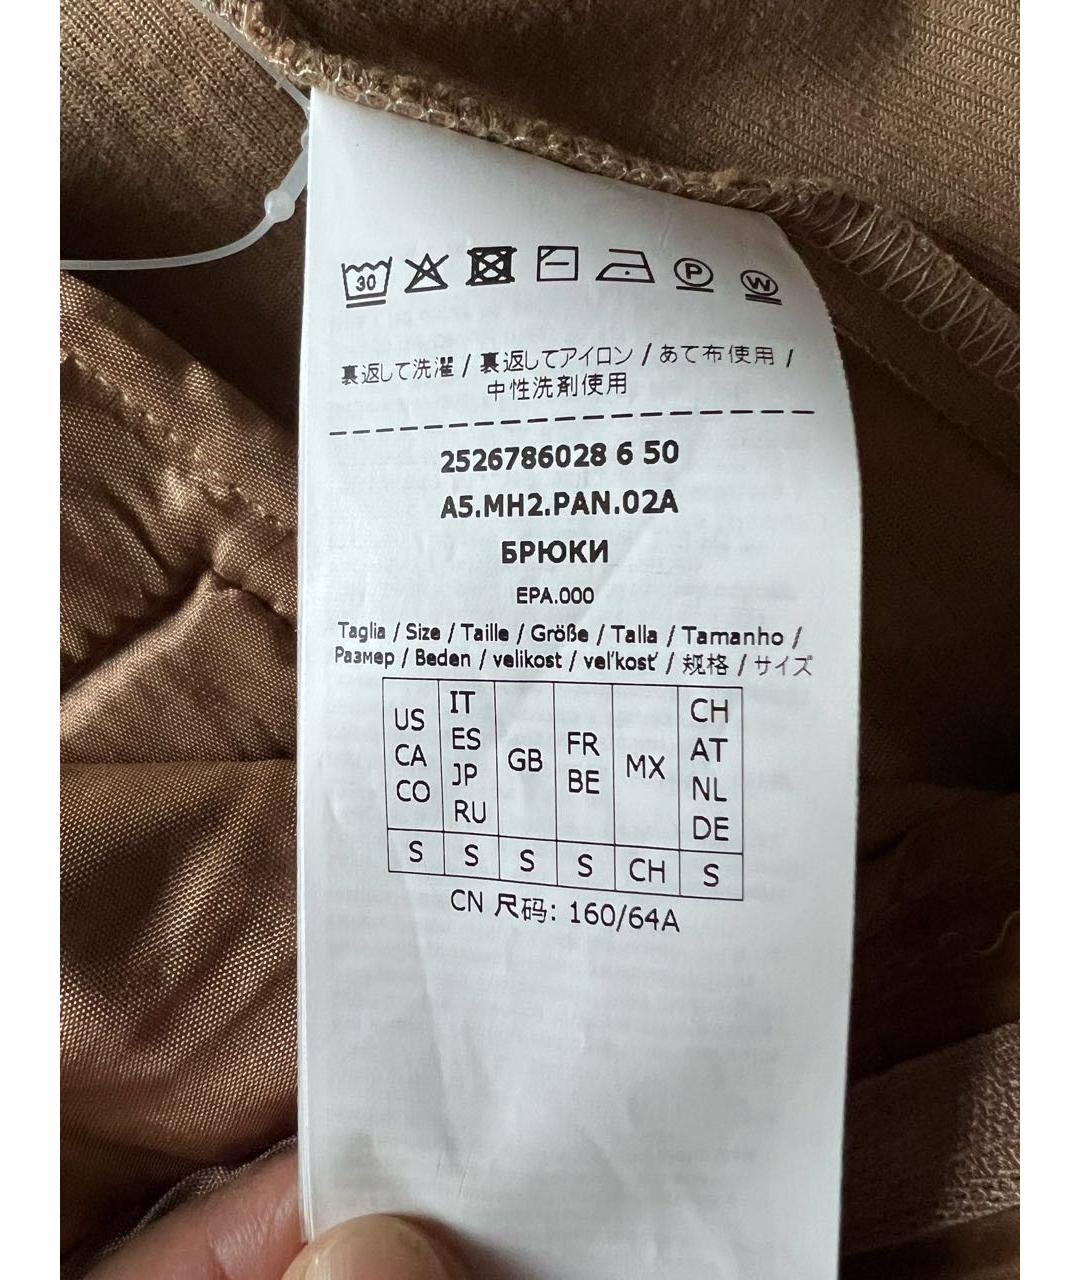 30 P W
裏返して洗濯 / 裏返してアイロン / あて布使用 /
中性洗剤使用
2526786028 6 50
A5.MH2.PAN.02A
БРЮКИ
EPA.000
Taglia / Size / Taille / Größe / Talla / Tamanho /
Размер / Beden / velikost / veľkosť / 规格 / サイズ
US CA CO
IT ES JP RU
GB
FR BE
MX
CH AT NL DE
S S S S CH S
CN 尺码: 160/64A